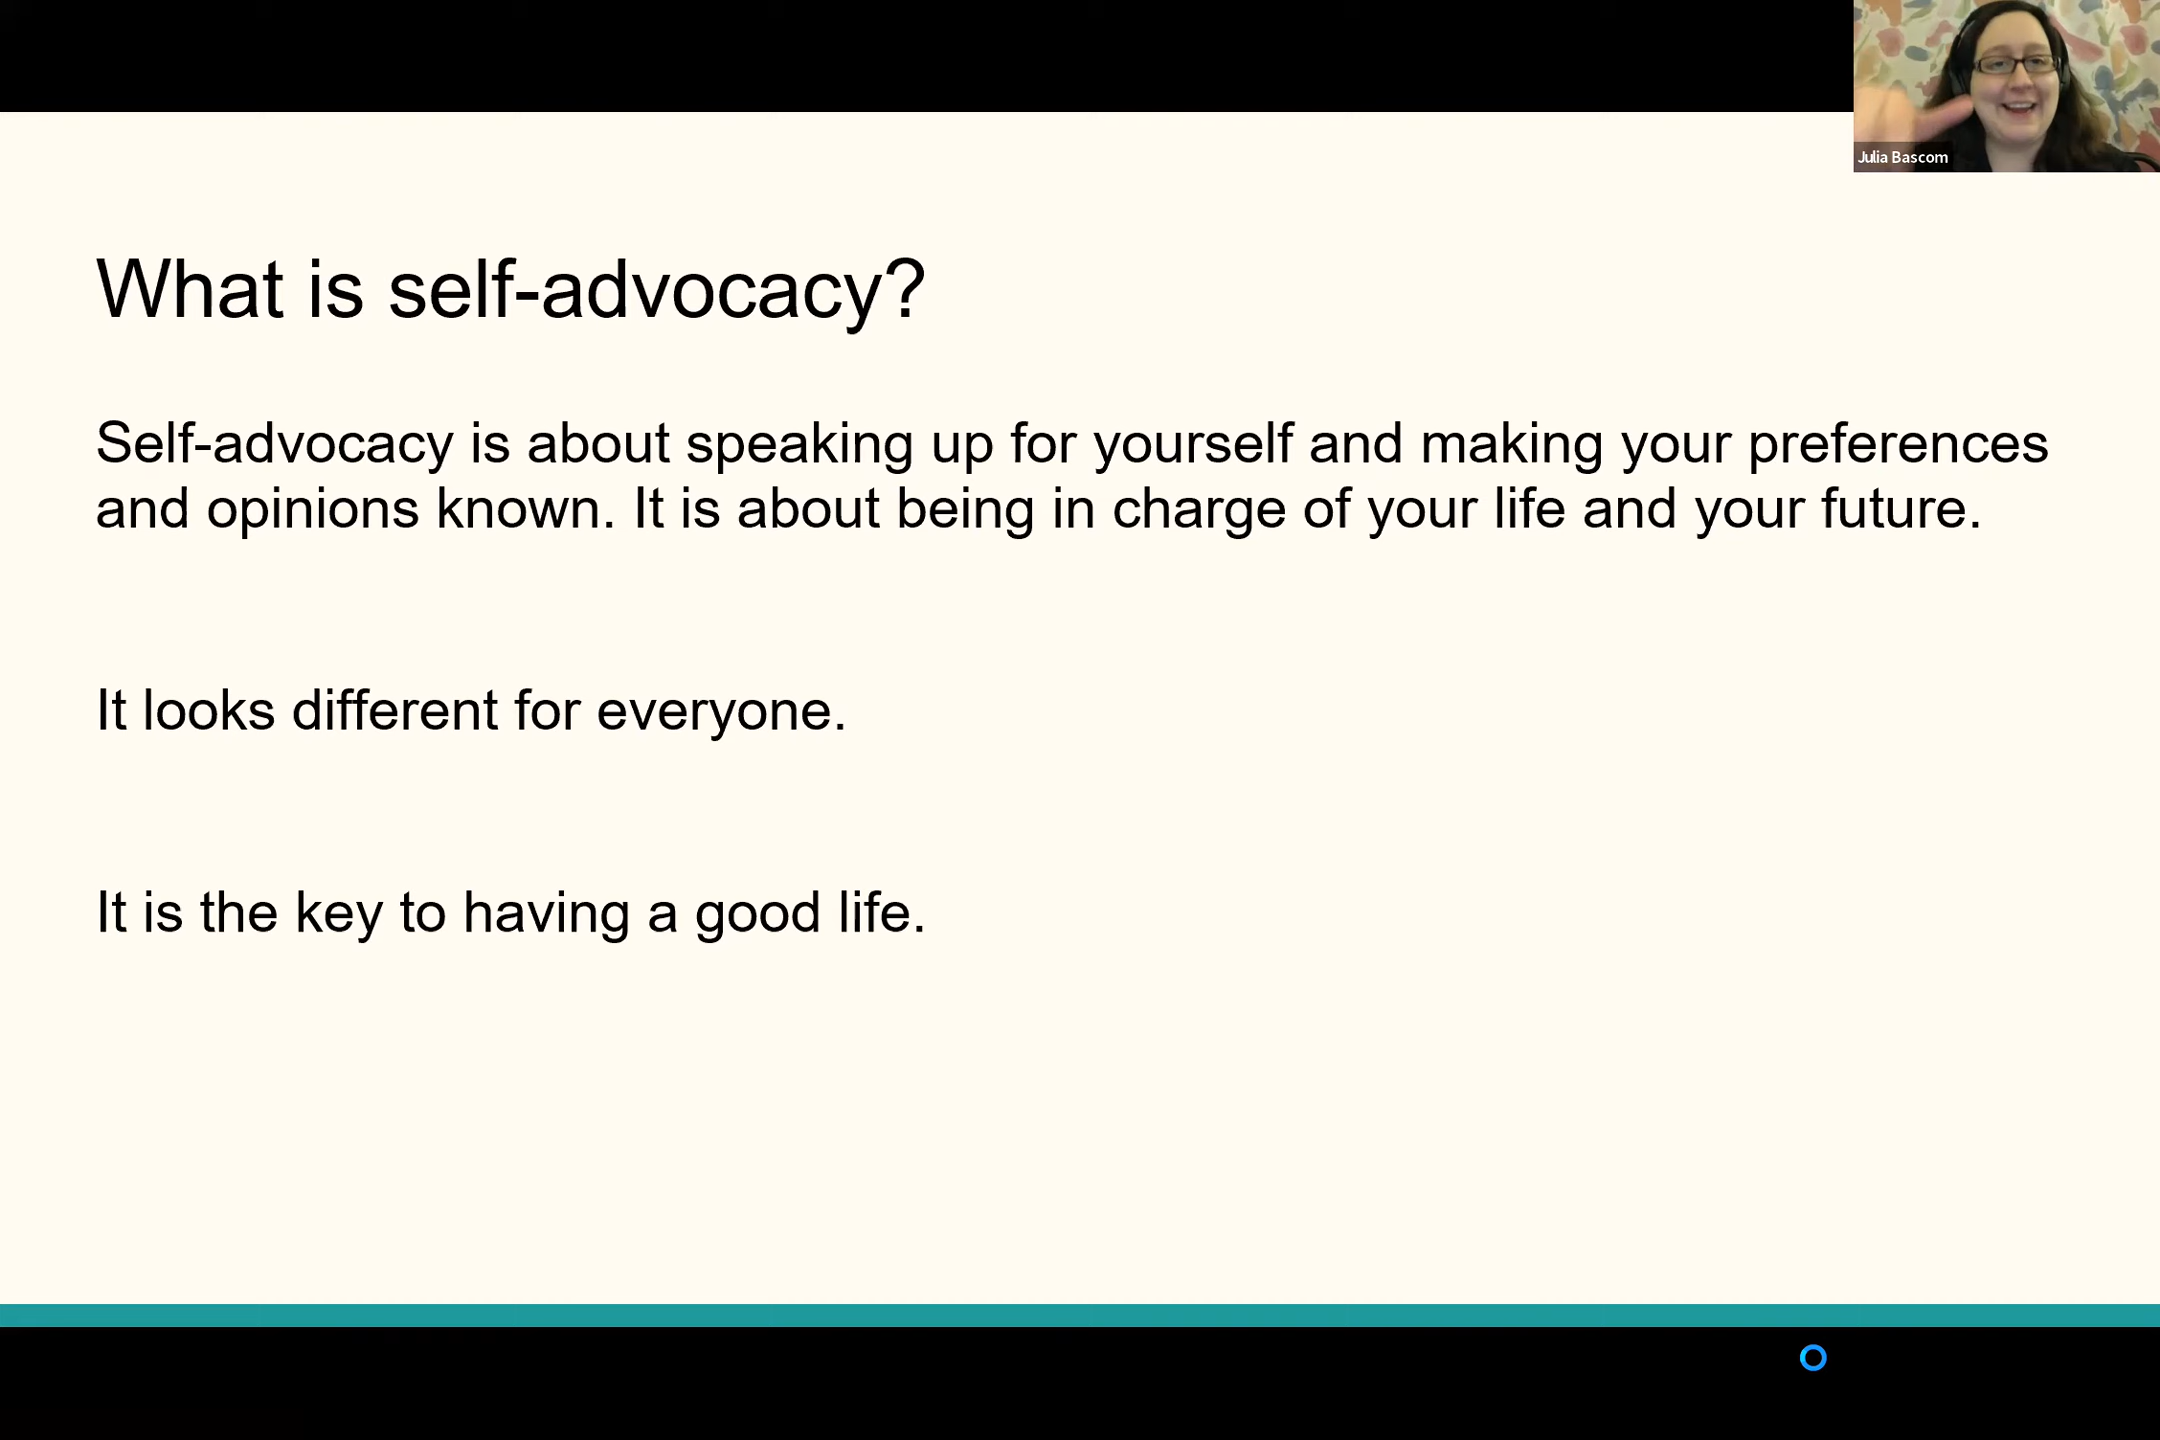 Julia Bascom
What is self-advocacy?
Self-advocacy is about speaking up for yourself and making your preferences
and opinions known. It is about being in charge of your life and your future.
It looks different for everyone.
It is the key to having a good life.